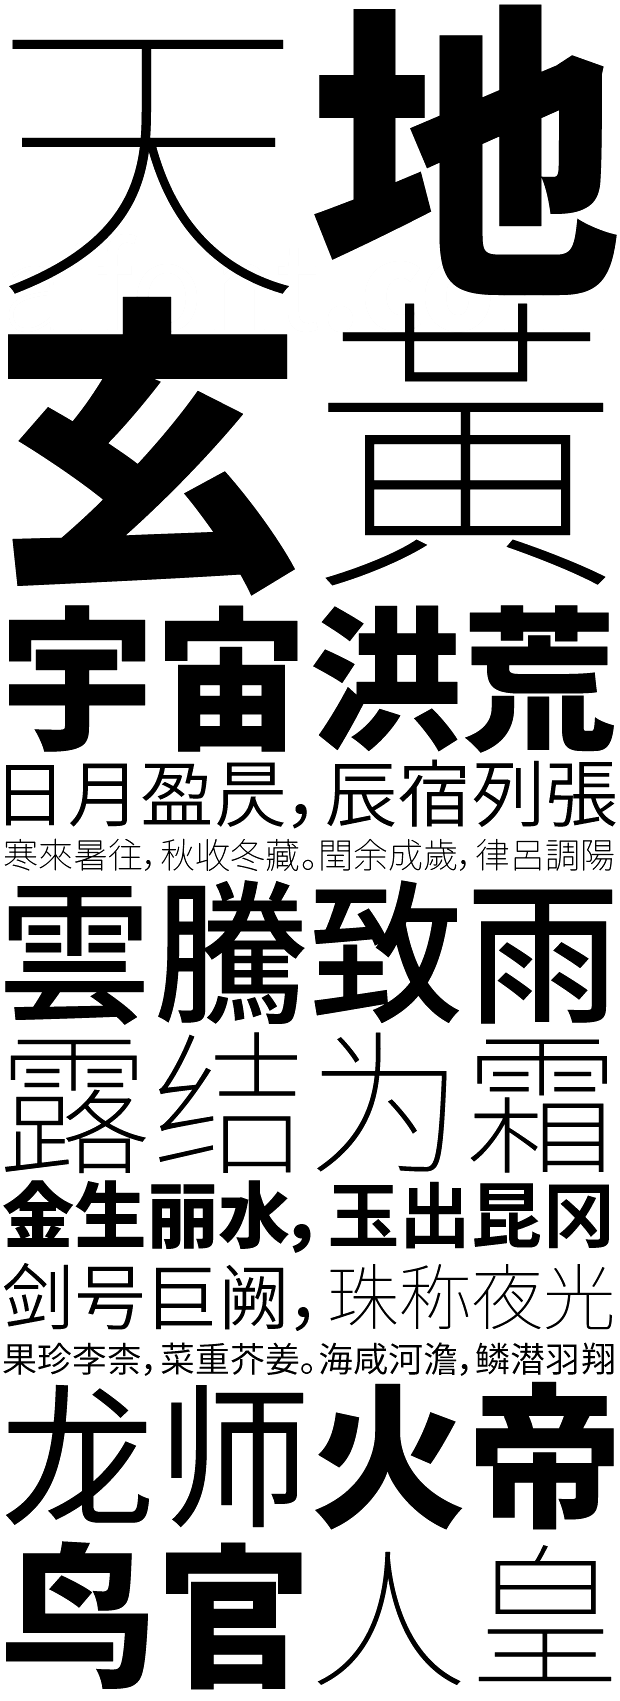 天地
玄黃
宇宙洪荒
日月盈昃，辰宿列張
寒來暑往，秋收冬藏。閏余成歲，律呂調陽
雲騰致雨
露结为霜
金生丽水，玉出昆冈
剑号巨阙，珠称夜光
果珍李柰，菜重芥姜。海咸河澹，鳞潜羽翔
龙师火帝
鸟官人皇